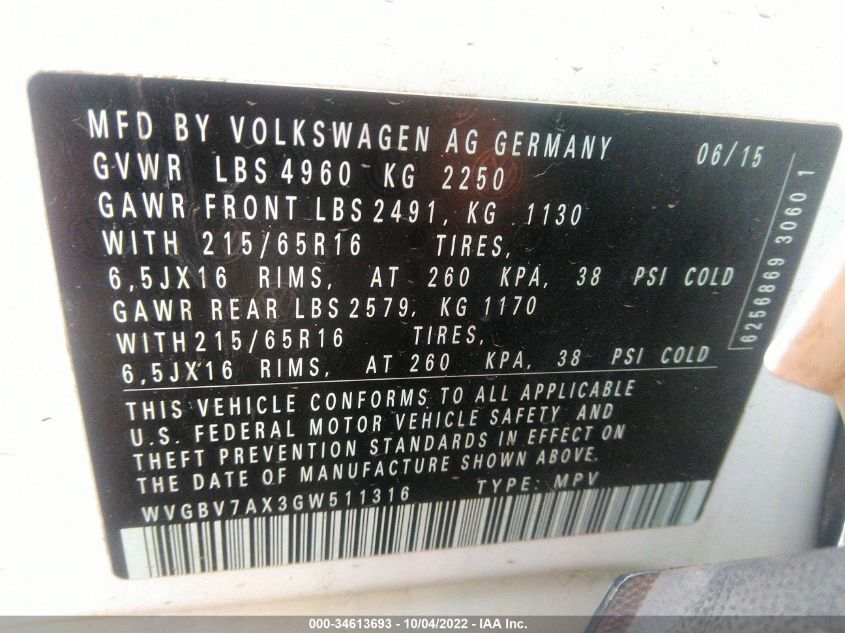 MFD BY VOLKSWAGEN AG GERMANY 06/15
GVWR LBS 4960 KG 2250
GAWR FRONT LBS 2491, KG 1130
WITH 215/65R16 TIRES,
6,5JX16 RIMS, AT 260 KPA, 38 PSI COLD
GAWR REAR LBS 2579, KG 1170
WITH 215/65R16 TIRES,
6,5JX16 RIMS, AT 260 KPA, 38 PSI COLD
THIS VEHICLE CONFORMS TO ALL APPLICABLE
U.S. FEDERAL MOTOR VEHICLE SAFETY AND
THEFT PREVENTION STANDARDS IN EFFECT ON
THE DATE OF MANUFACTURE SHOWN ABOVE.
WVGBV7AX3GW511316 TYPE: MPV
6256869 3060 1
000-34613693 - 10/04/2022 - IAA Inc.